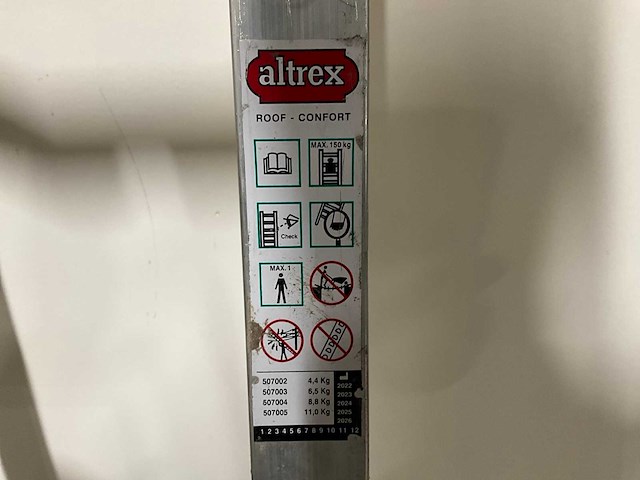 altrex
ROOF - CONFORT
MAX. 150 kg
Check
MAX. 1
507002 4,4 Kg
507003 6,5 Kg
507004 8,8 Kg
507005 11,0 Kg
2022
2023
2024
2025
2026
1 2 3 4 5 6 7 8 9 10 11 12